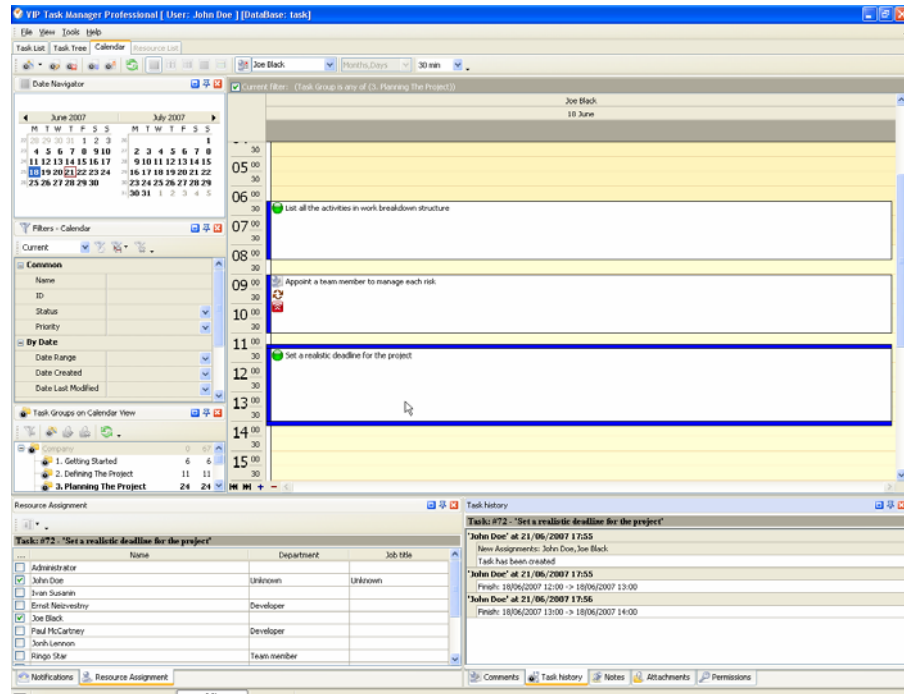 VIP Task Manager Professional [ User: John Doe ] [DataBase: task]
File View Tools Help
Task List Task Tree Calendar Resource List
Joe Black Months,Days 30 min
Date Navigator
Current filter: (Task Group is any of (3. Planning The Project))
Joe Black
18 June
June 2007 July 2007
M T W T F S S M T W T F S S
28 29 30 31 1 2 3 1
4 5 6 7 8 9 10 2 3 4 5 6 7 8
11 12 13 14 15 16 17 9 10 11 12 13 14 15
18 19 20 21 22 23 24 16 17 18 19 20 21 22
25 26 27 28 29 30 23 24 25 26 27 28 29
30 31 1 2 3 4 5
30
05 00
30
06 00
30 List all the activities in work breakdown structure
07 00
30
08 00
30
09 00 Appoint a team member to manage each risk
30
10 00
30
11 00
30 Set a realistic deadline for the project
12 00
30
13 00
30
14 00
30
15 00
30
Filters - Calendar
Current
Common
Name
ID
Status
Priority
By Date
Date Range
Date Created
Date Last Modified
Task Groups on Calendar View
Company 0 67
1. Getting Started 6 6
2. Defining The Project 11 11
3. Planning The Project 24 24
Resource Assignment
Task: #72 - 'Set a realistic deadline for the project'
... Name Department Job title
Administrator
John Doe Unknown Unknown
Ivan Susanin
Ernst Neizvestny Developer
Joe Black
Paul McCartney Developer
Jonh Lennon
Ringo Star Team member
Notifications Resource Assignment
Task history
Task: #72 - 'Set a realistic deadline for the project'
'John Doe' at 21/06/2007 17:55
New Assignments: John Doe,Joe Black
Task has been created
'John Doe' at 21/06/2007 17:55
Finish: 18/06/2007 12:00 -> 18/06/2007 13:00
'John Doe' at 21/06/2007 17:56
Finish: 18/06/2007 13:00 -> 18/06/2007 14:00
Comments Task history Notes Attachments Permissions